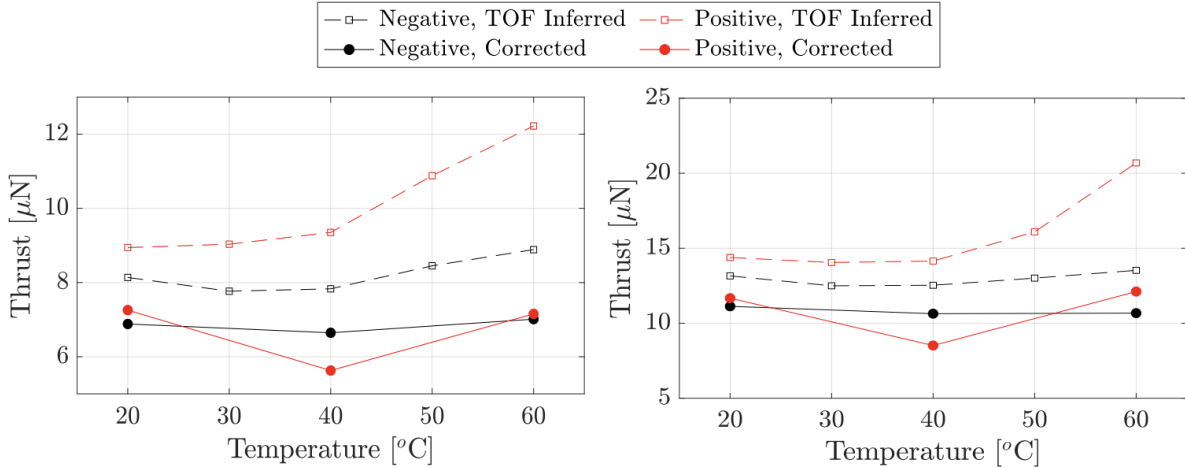 Negative, TOF Inferred Positive, TOF Inferred
Negative, Corrected Positive, Corrected
12
10
8
6
Thrust [μN]
20 30 40 50 60
Temperature [°C]
25
20
15
10
5
Thrust [μN]
20 30 40 50 60
Temperature [°C]